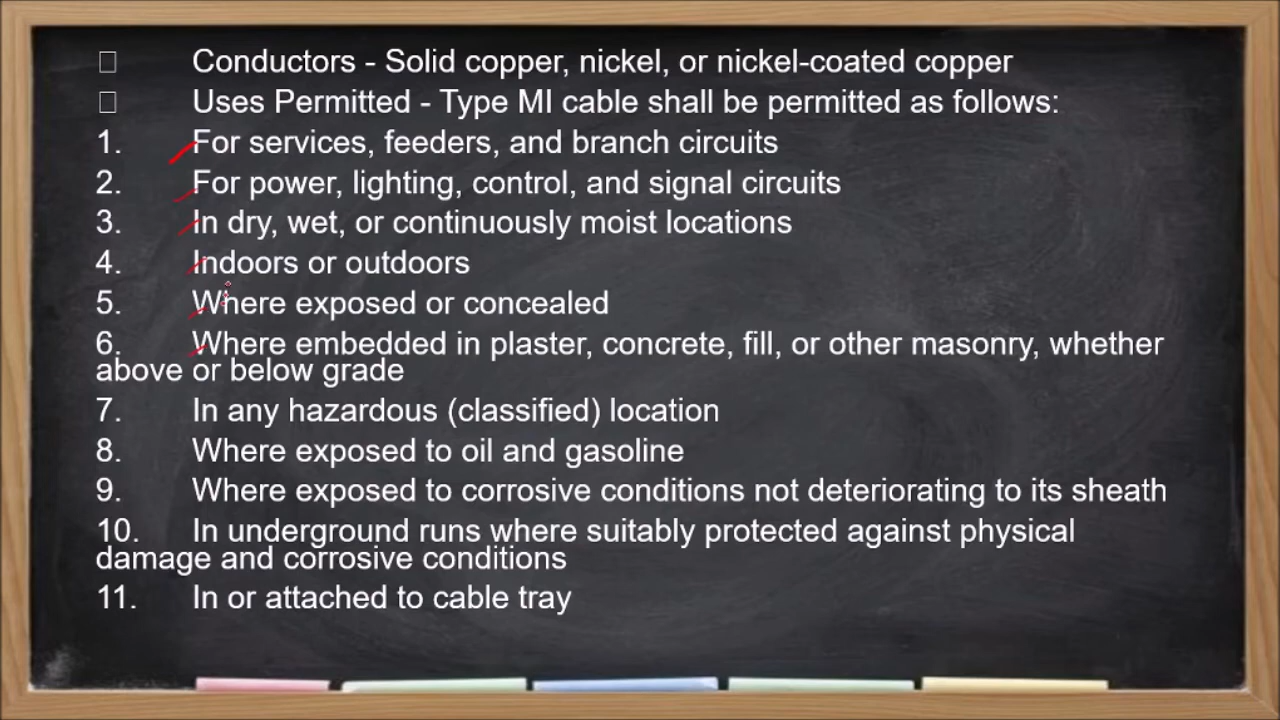 □ Conductors - Solid copper, nickel, or nickel-coated copper
□ Uses Permitted - Type MI cable shall be permitted as follows:
1. For services, feeders, and branch circuits
2. For power, lighting, control, and signal circuits
3. In dry, wet, or continuously moist locations
4. Indoors or outdoors
5. Where exposed or concealed
6. Where embedded in plaster, concrete, fill, or other masonry, whether
above or below grade
7. In any hazardous (classified) location
8. Where exposed to oil and gasoline
9. Where exposed to corrosive conditions not deteriorating to its sheath
10. In underground runs where suitably protected against physical
damage and corrosive conditions
11. In or attached to cable tray